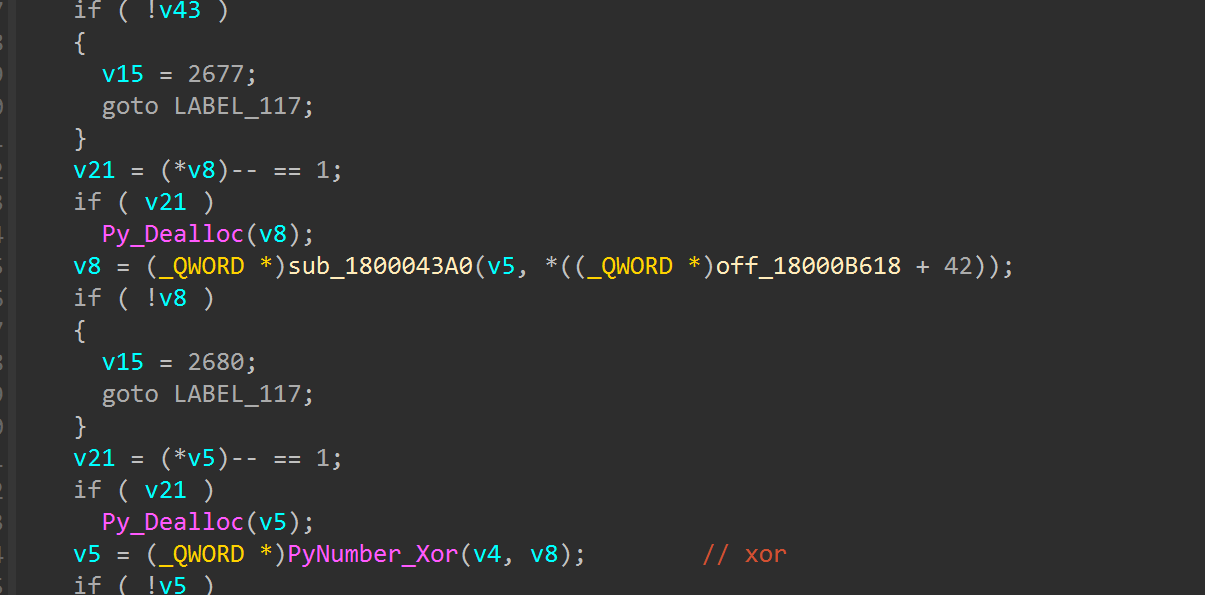 if ( !v43 )
{
v15 = 2677;
goto LABEL_117;
}
v21 = (*v8)-- == 1;
if ( v21 )
Py_Dealloc(v8);
v8 = (_QWORD *)sub_1800043A0(v5, *((_QWORD *)off_18000B618 + 42));
if ( !v8 )
{
v15 = 2680;
goto LABEL_117;
}
v21 = (*v5)-- == 1;
if ( v21 )
Py_Dealloc(v5);
v5 = (_QWORD *)PyNumber_Xor(v4, v8); // xor
if ( !v5 )